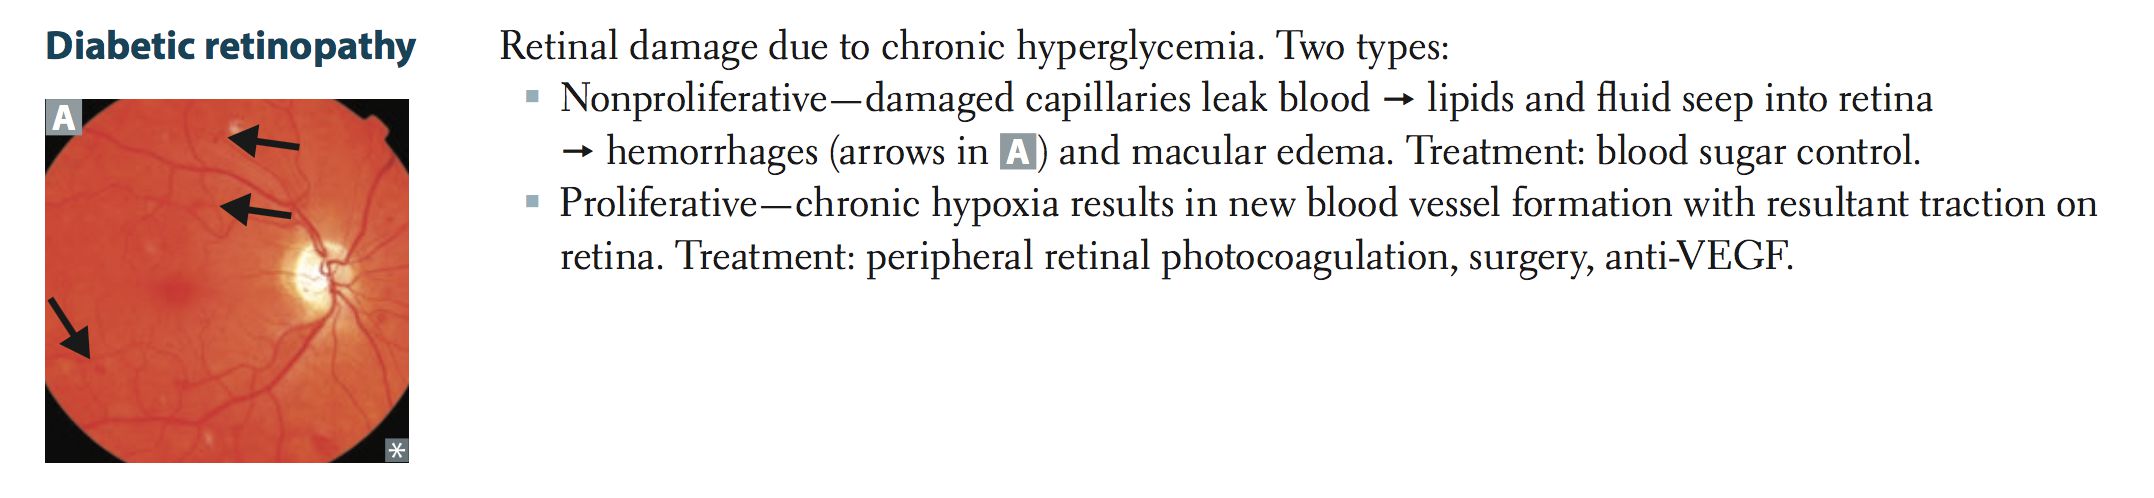 Diabetic retinopathy
A
*
Retinal damage due to chronic hyperglycemia. Two types:
▪ Nonproliferative—damaged capillaries leak blood → lipids and fluid seep into retina
→ hemorrhages (arrows in A) and macular edema. Treatment: blood sugar control.
▪ Proliferative—chronic hypoxia results in new blood vessel formation with resultant traction on
retina. Treatment: peripheral retinal photocoagulation, surgery, anti-VEGF.